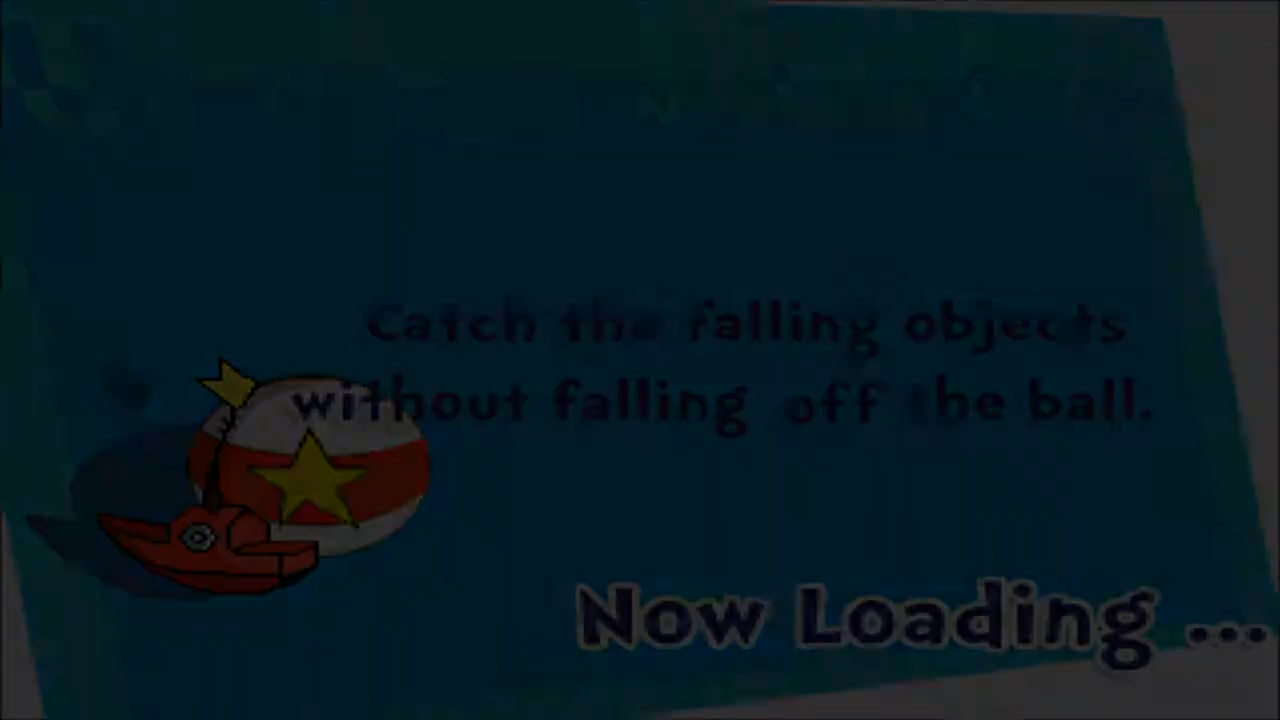 Catch the falling objects
without falling off the ball.
Now Loading ...